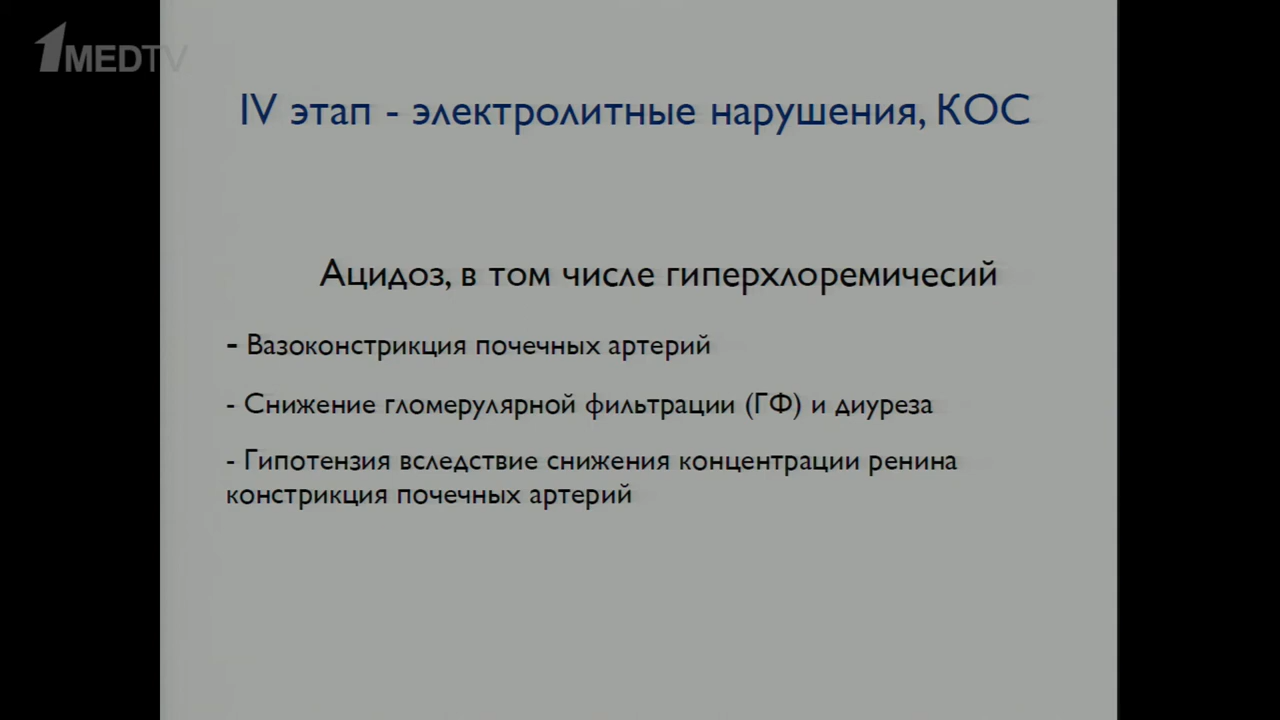 1MEDTV
IV этап - электролитные нарушения, КОС
Ацидоз, в том числе гиперхлоремичесий
- Вазоконстрикция почечных артерий
- Снижение гломерулярной фильтрации (ГФ) и диуреза
- Гипотензия вследствие снижения концентрации ренина
констрикция почечных артерий